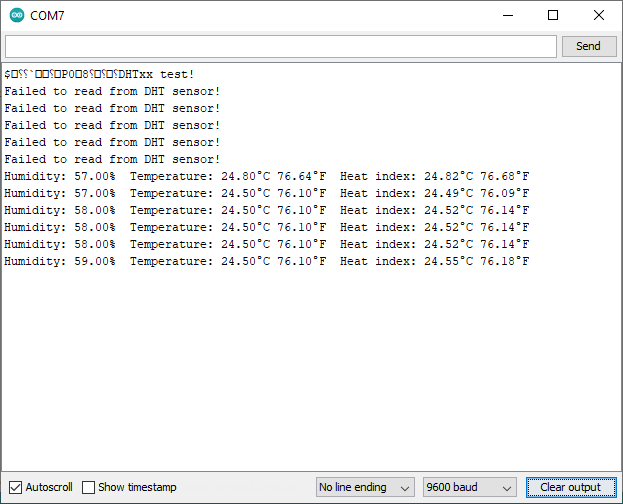 COM7
Send
DHTxx test!
Failed to read from DHT sensor!
Failed to read from DHT sensor!
Failed to read from DHT sensor!
Failed to read from DHT sensor!
Failed to read from DHT sensor!
Humidity: 57.00%  Temperature: 24.80°C 76.64°F  Heat index: 24.82°C 76.68°F
Humidity: 57.00%  Temperature: 24.50°C 76.10°F  Heat index: 24.49°C 76.09°F
Humidity: 58.00%  Temperature: 24.50°C 76.10°F  Heat index: 24.52°C 76.14°F
Humidity: 58.00%  Temperature: 24.50°C 76.10°F  Heat index: 24.52°C 76.14°F
Humidity: 58.00%  Temperature: 24.50°C 76.10°F  Heat index: 24.52°C 76.14°F
Humidity: 59.00%  Temperature: 24.50°C 76.10°F  Heat index: 24.55°C 76.18°F
Autoscroll Show timestamp No line ending 9600 baud Clear output